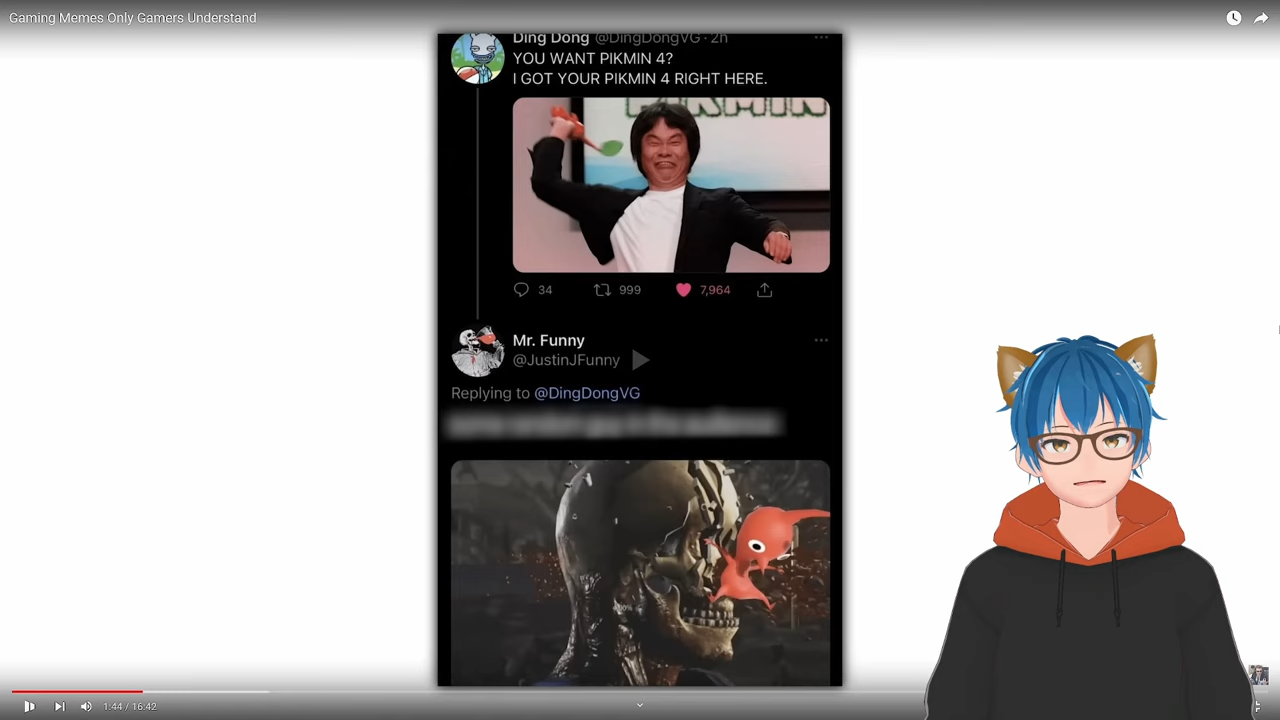 Gaming Memes Only Gamers Understand
Ding Dong @DingDongVG · 2h
YOU WANT PIKMIN 4?
I GOT YOUR PIKMIN 4 RIGHT HERE.
PIKMIN
34 999 7,964
Mr. Funny
@JustinJFunny
Replying to @DingDongVG
1:44 / 16:42